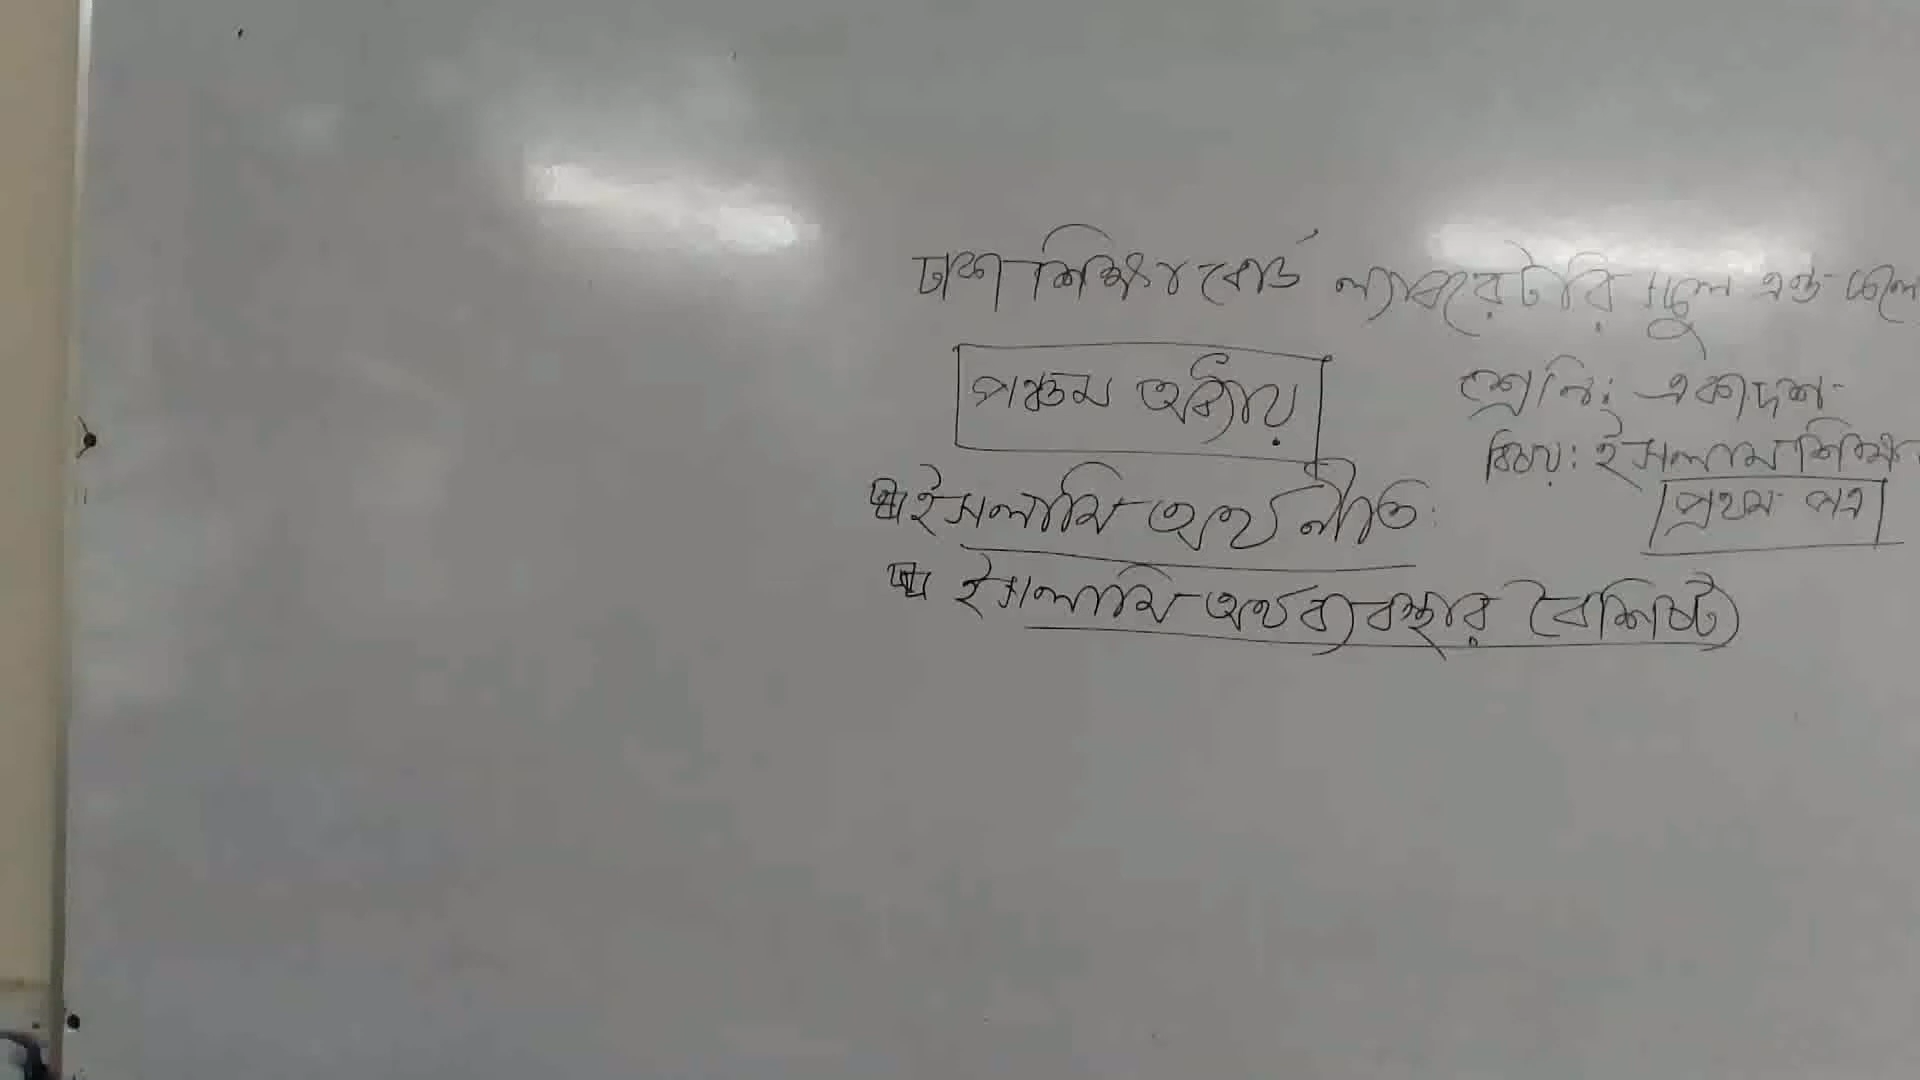 ঢাকা শিক্ষা বোর্ড ল্যাবরেটরি স্কুল এন্ড কলে
পঞ্চম অধ্যায়
শ্রেনি: একাদশ
বিষয়: ইসলাম শিক্ষা
প্রথম পত্র
ইসলামি অর্থনীতি:
ইসলামি অর্থব্যবস্থার বৈশিষ্ট্য